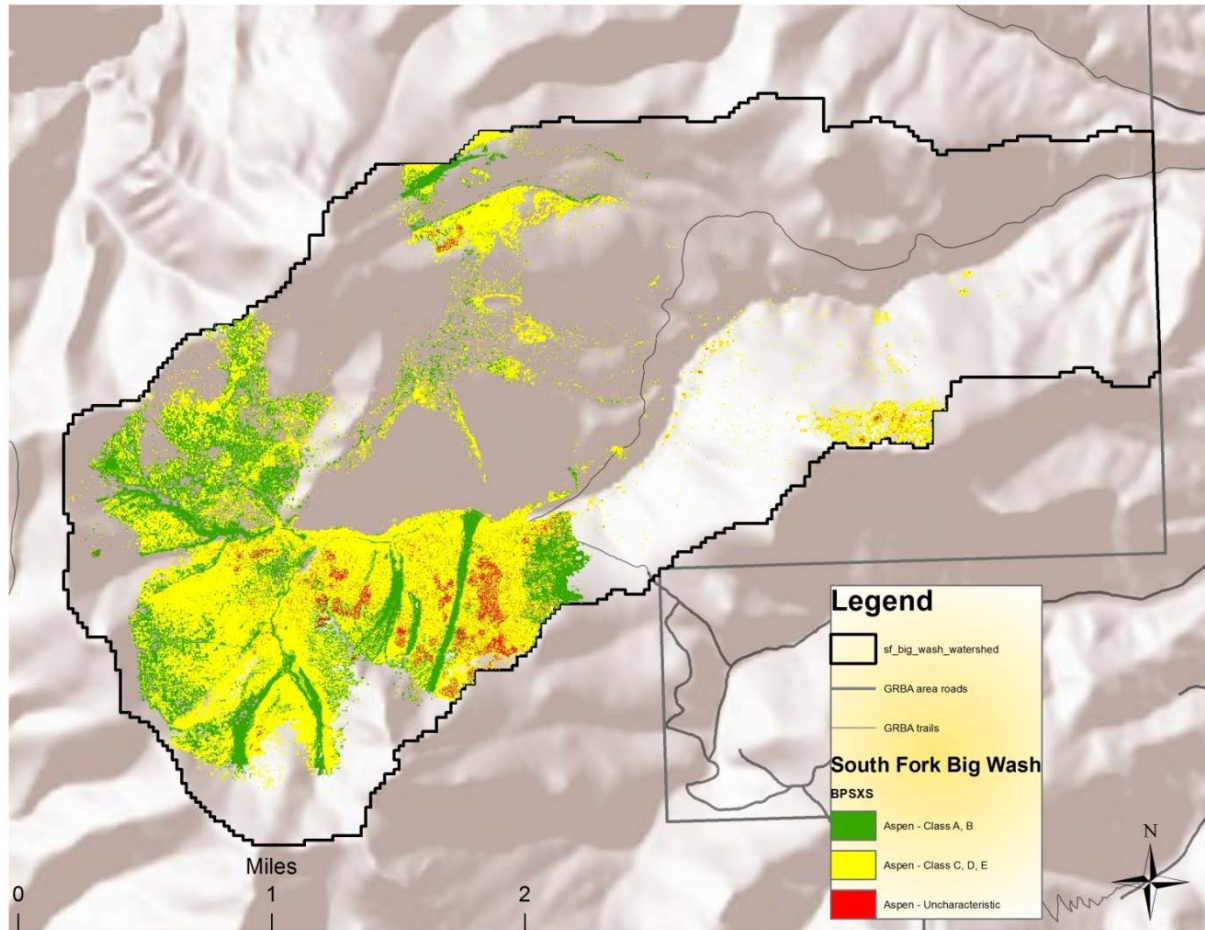 Legend
sf_big_wash_watershed
GRBA area roads
GRBA trails
South Fork Big Wash
BPSXS
Aspen - Class A, B
Aspen - Class C, D, E
Aspen - Uncharacteristic
N
Miles
0 1 2